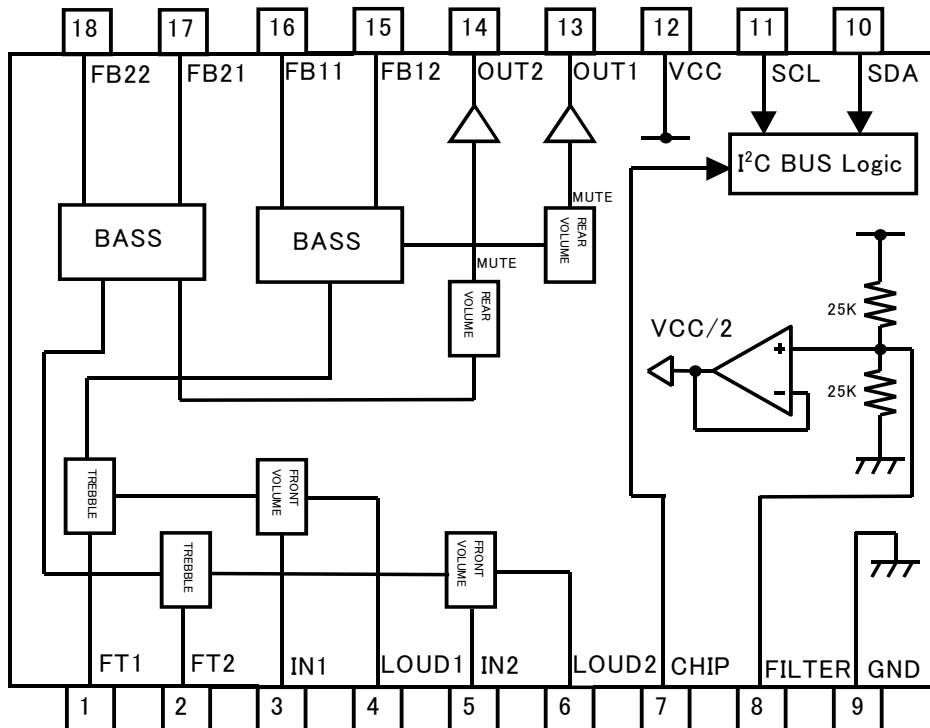 18 17 16 15 14 13 12 11 10
FB22 FB21 FB11 FB12 OUT2 OUT1 VCC SCL SDA
I²C BUS Logic
MUTE
BASS BASS
REAR
VOLUME
MUTE
REAR
VOLUME
25K
VCC/2
+
25K
−
TREBBLE
FRONT
VOLUME
TREBBLE
FRONT
VOLUME
FT1 FT2 IN1 LOUD1 IN2 LOUD2 CHIP FILTER GND
1 2 3 4 5 6 7 8 9